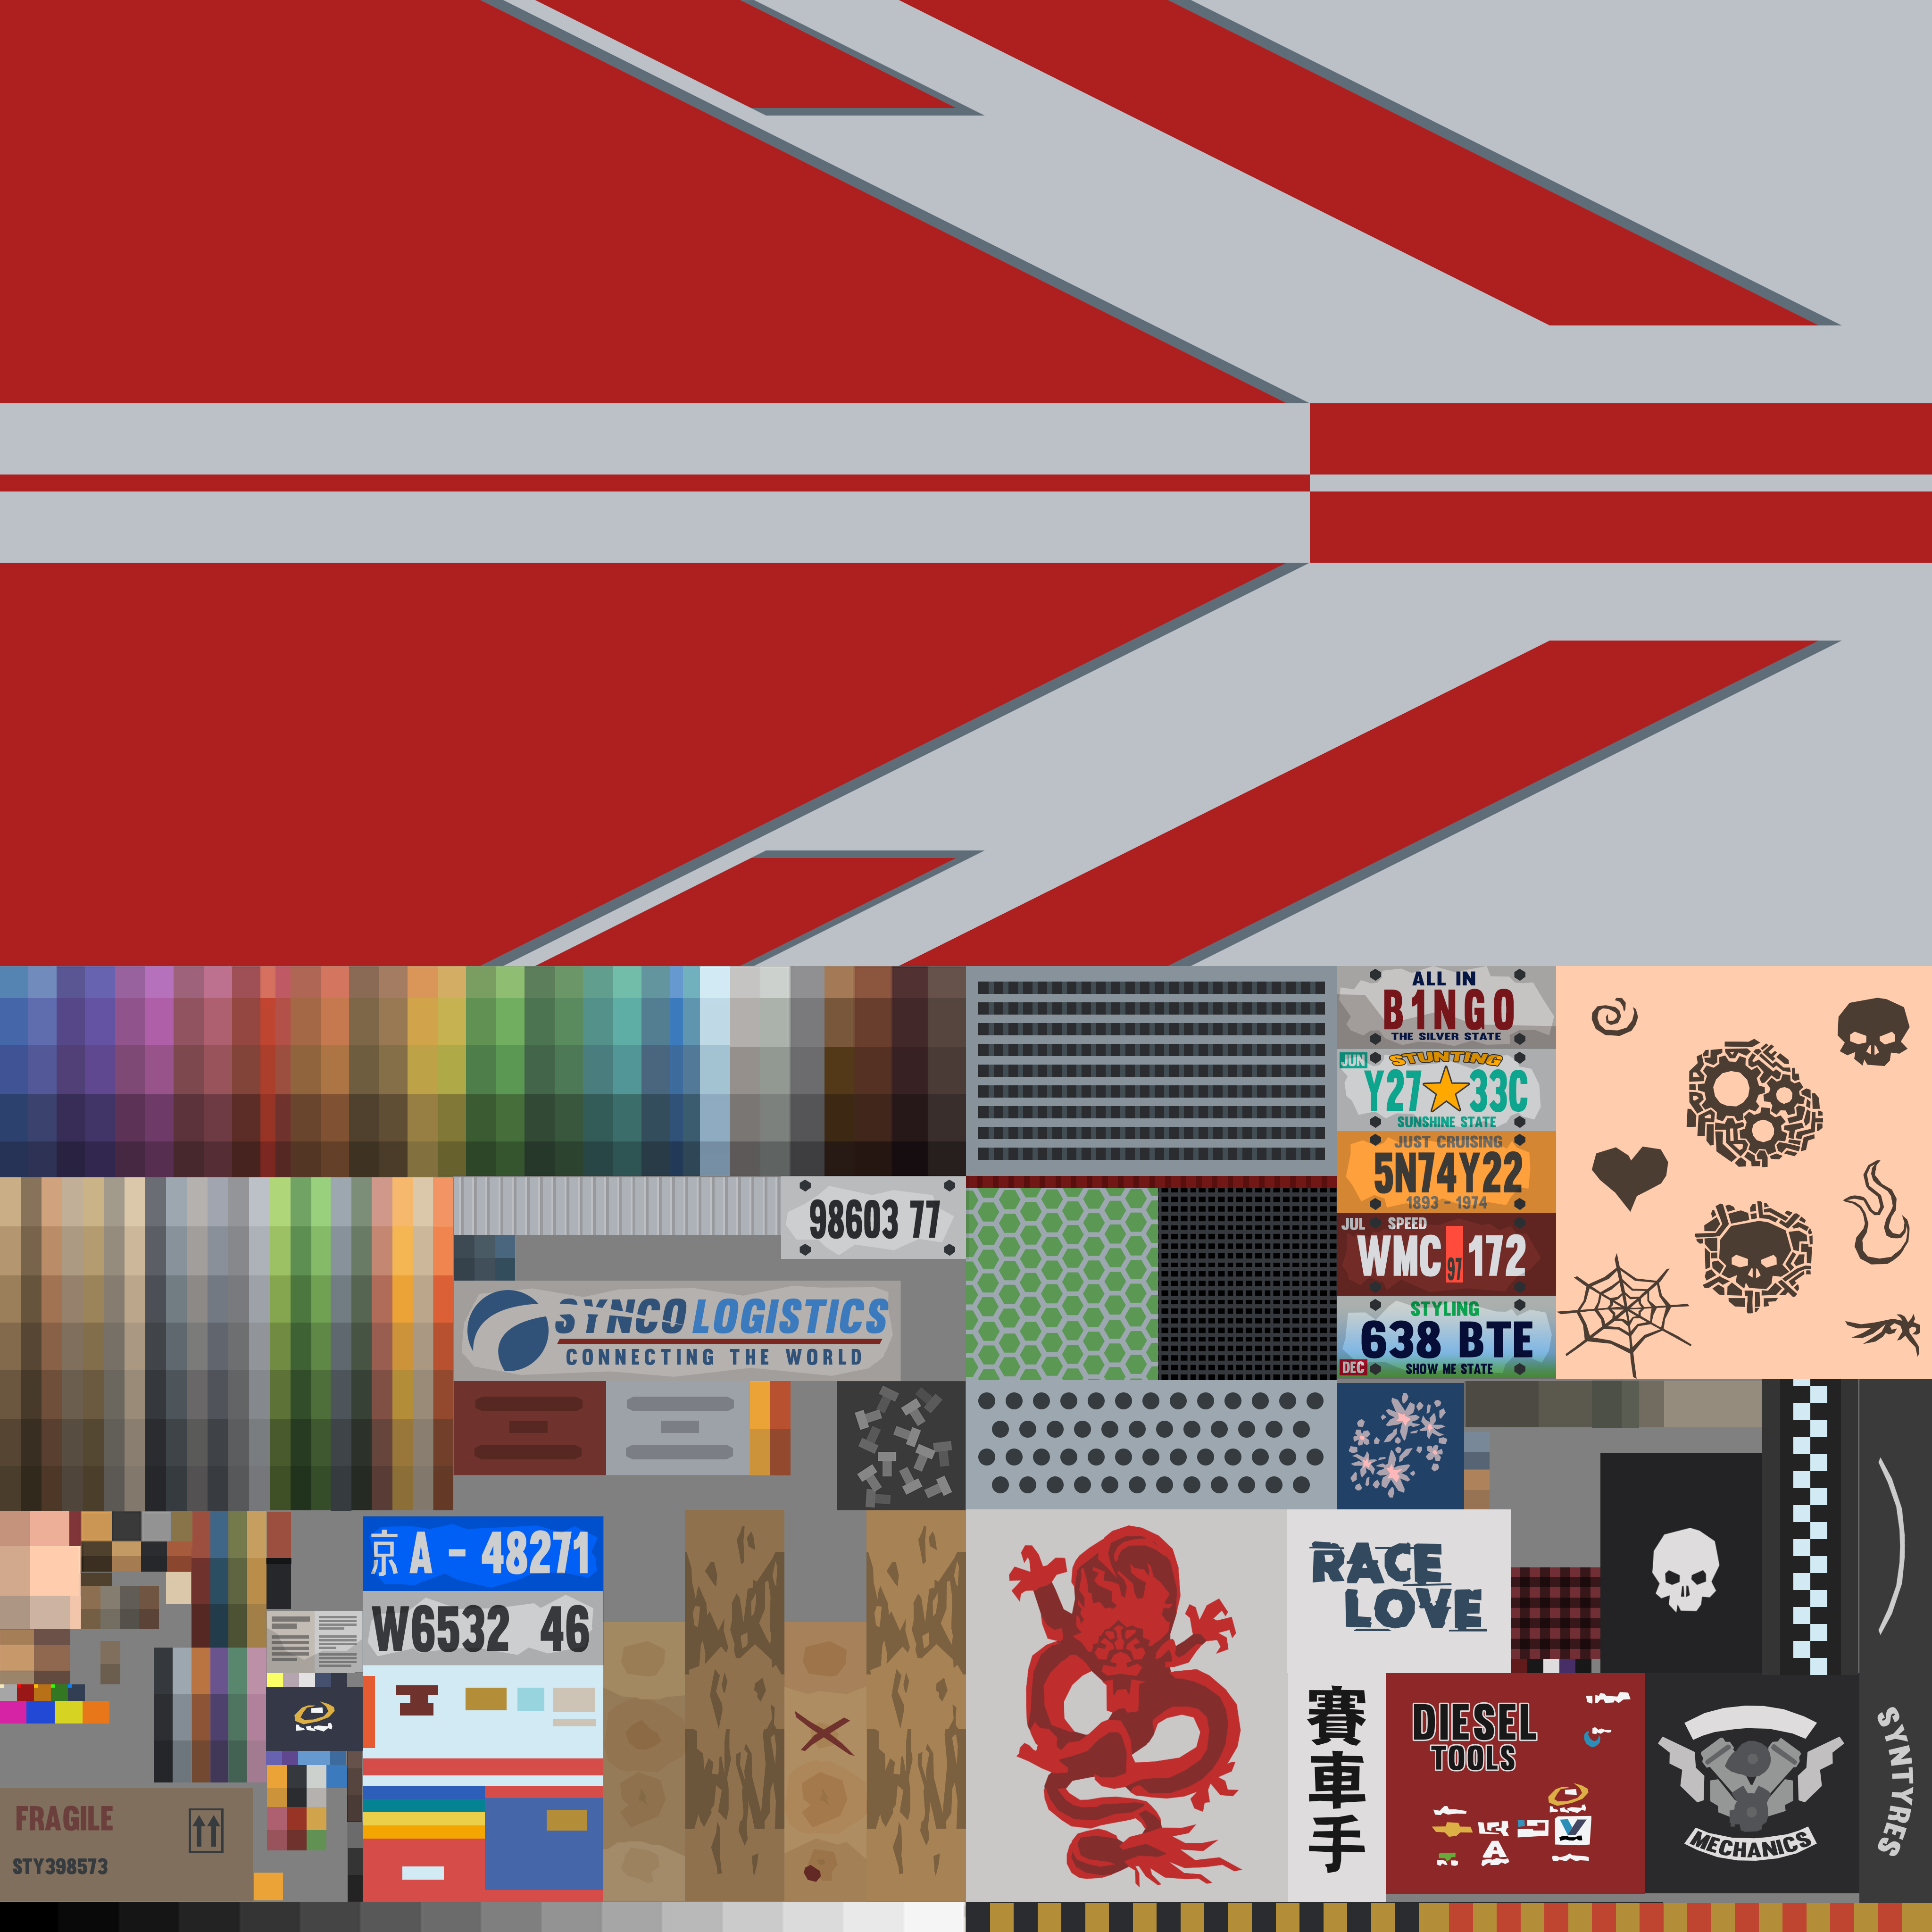 ALL IN
B1NGO
THE SILVER STATE
JUN
STUNTING
Y27 33C
SUNSHINE STATE
JUST CRUISING
5N74Y22
1893 - 1974
JUL SPEED
WMC 97 172
STYLING
638 BTE
DEC
SHOW ME STATE
98603 77
SYNCO LOGISTICS
CONNECTING THE WORLD
京 A - 48271
W6532 46
FRAGILE
STY398573
RACE
LOVE
賽
車
手
DIESEL
TOOLS
MECHANICS
SYNTYRES